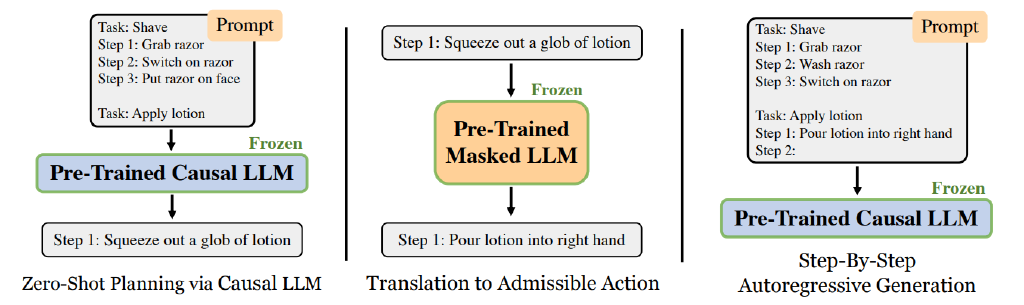 Prompt
Task: Shave
Step 1: Grab razor
Step 2: Switch on razor
Step 3: Put razor on face
Task: Apply lotion
Frozen
Pre-Trained Causal LLM
Step 1: Squeeze out a glob of lotion
Zero-Shot Planning via Causal LLM
Step 1: Squeeze out a glob of lotion
Frozen
Pre-Trained
Masked LLM
Step 1: Pour lotion into right hand
Translation to Admissible Action
Prompt
Task: Shave
Step 1: Grab razor
Step 2: Wash razor
Step 3: Switch on razor
Task: Apply lotion
Step 1: Pour lotion into right hand
Step 2:
Frozen
Pre-Trained Causal LLM
Step-By-Step
Autoregressive Generation